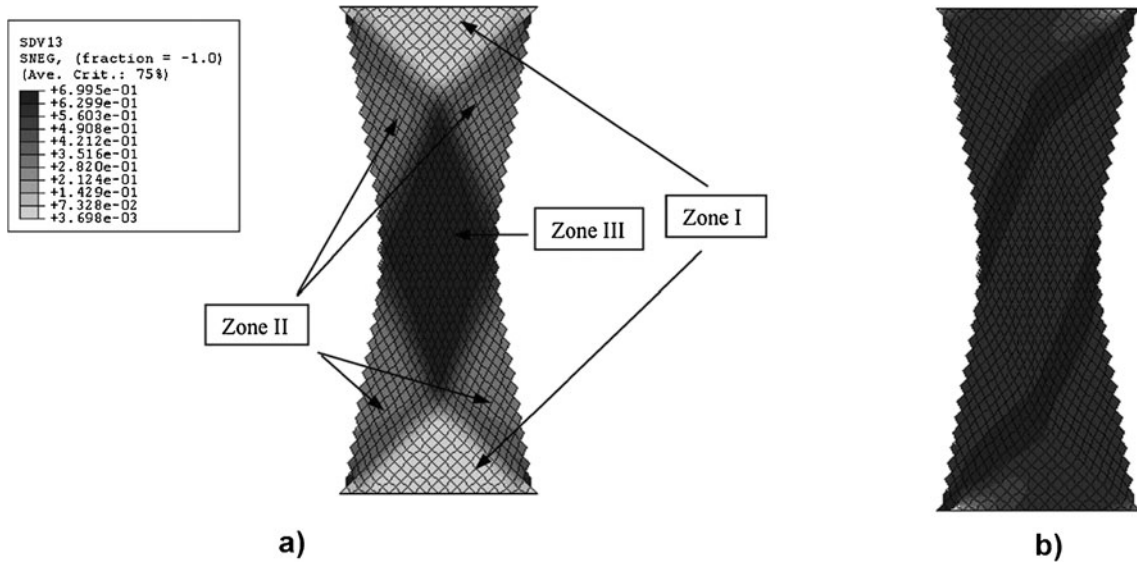 SDV13
SNEG, (fraction = -1.0)
(Ave. Crit.: 75%)
+6.995e-01
+6.299e-01
+5.603e-01
+4.908e-01
+4.212e-01
+3.516e-01
+2.820e-01
+2.124e-01
+1.429e-01
+7.328e-02
+3.698e-03
Zone III
Zone I
Zone II
a)
b)